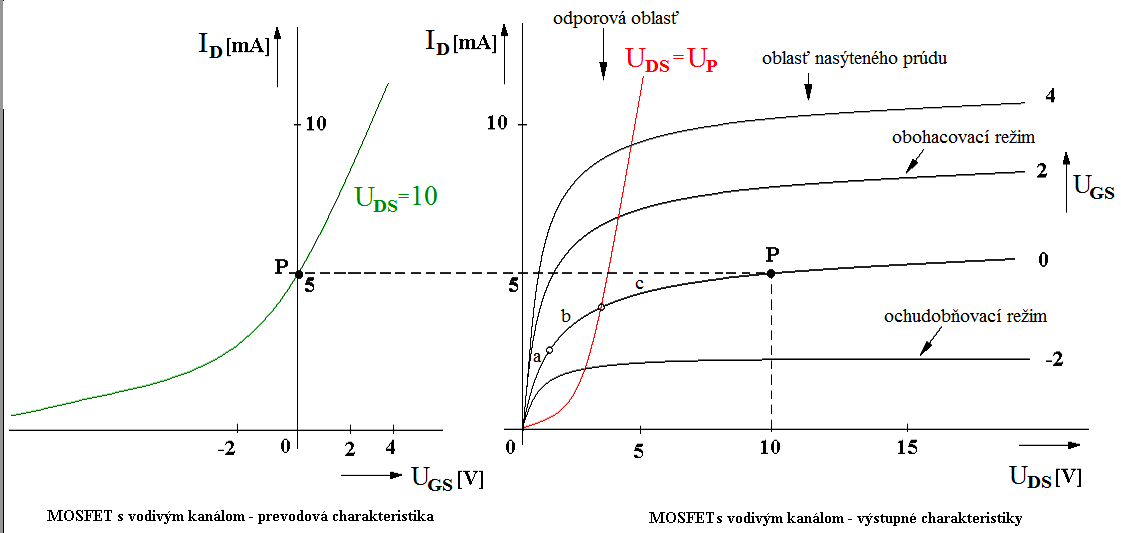 odporová oblasť
I_D [mA]
I_D [mA]
U_DS = U_P
oblasť nasýteného prúdu
4
10
10
obohacovací režim
2
U_GS
U_DS=10
P
5
5
P
0
c
b
a
ochudobňovací režim
-2
-2
0
2
4
0
5
10
15
U_GS [V]
U_DS [V]
MOSFET s vodivým kanálom - prevodová charakteristika
MOSFETs vodivým kanálom - výstupné charakteristiky